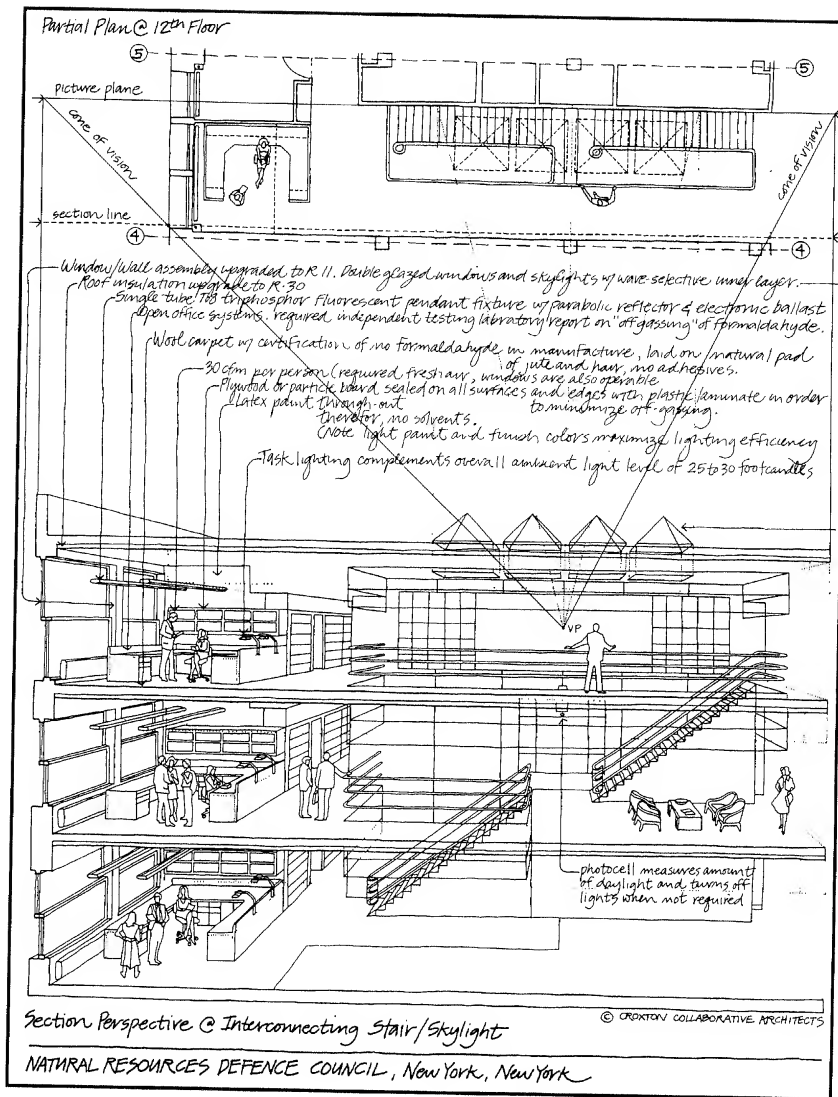 Partial Plan @ 12th Floor
5
5
picture plane
cone of vision
cone of vision
section line
4
4
Window/Wall assembly upgraded to R 11. Double glazed windows and skylights w/ wave-selective inner layer.
Roof insulation upgrade to R-30
Single tube T08 triphosphor fluorescent pendant fixture w/ parabolic reflector & electronic ballast
Open office systems. required independent testing labratory report on "off gassing" of formaldahyde.
Wool carpet w/ certification of no formaldahyde in manufacture, laid on natural pad
of jute and hair, no adhesives.
30 cfm per person (required fresh air, windows are also operable
Plywood or particle board sealed on all surfaces and edges with plastic laminate in order
to minimize off-gassing.
Latex paint through-out
therefor, no solvents.
(Note light paint and finish colors maximize lighting efficiency
Task lighting complements overall ambient light level of 25 to 30 footcandles
VP
photocell measures amount
of daylight and turns off
lights when not required
Section Perspective @ Interconnecting Stair/Skylight
© CROXTON COLLABORATIVE ARCHITECTS
NATURAL RESOURCES DEFENCE COUNCIL, New York, New York